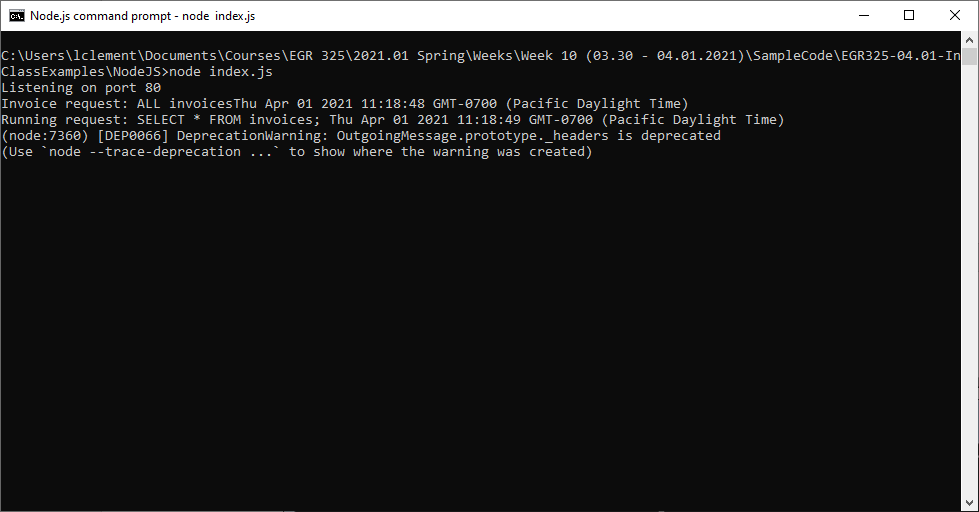 Node.js command prompt - node  index.js
C:\Users\lclement\Documents\Courses\EGR 325\2021.01 Spring\Weeks\Week 10 (03.30 - 04.01.2021)\SampleCode\EGR325-04.01-In
ClassExamples\NodeJS>node index.js
Listening on port 80
Invoice request: ALL invoicesThu Apr 01 2021 11:18:48 GMT-0700 (Pacific Daylight Time)
Running request: SELECT * FROM invoices; Thu Apr 01 2021 11:18:49 GMT-0700 (Pacific Daylight Time)
(node:7360) [DEP0066] DeprecationWarning: OutgoingMessage.prototype._headers is deprecated
(Use `node --trace-deprecation ...` to show where the warning was created)